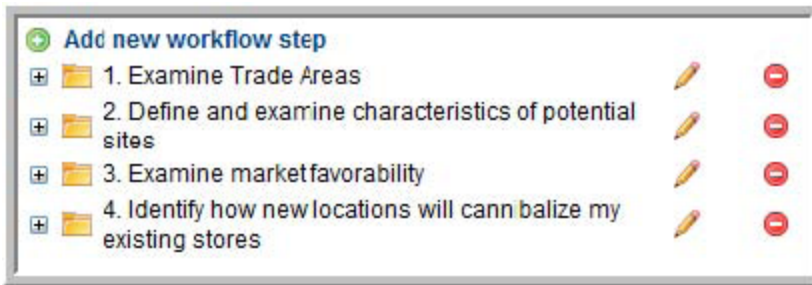 Add new workflow step
1. Examine Trade Areas
2. Define and examine characteristics of potential
sites
3. Examine market favorability
4. Identify how new locations will cannibalize my
existing stores